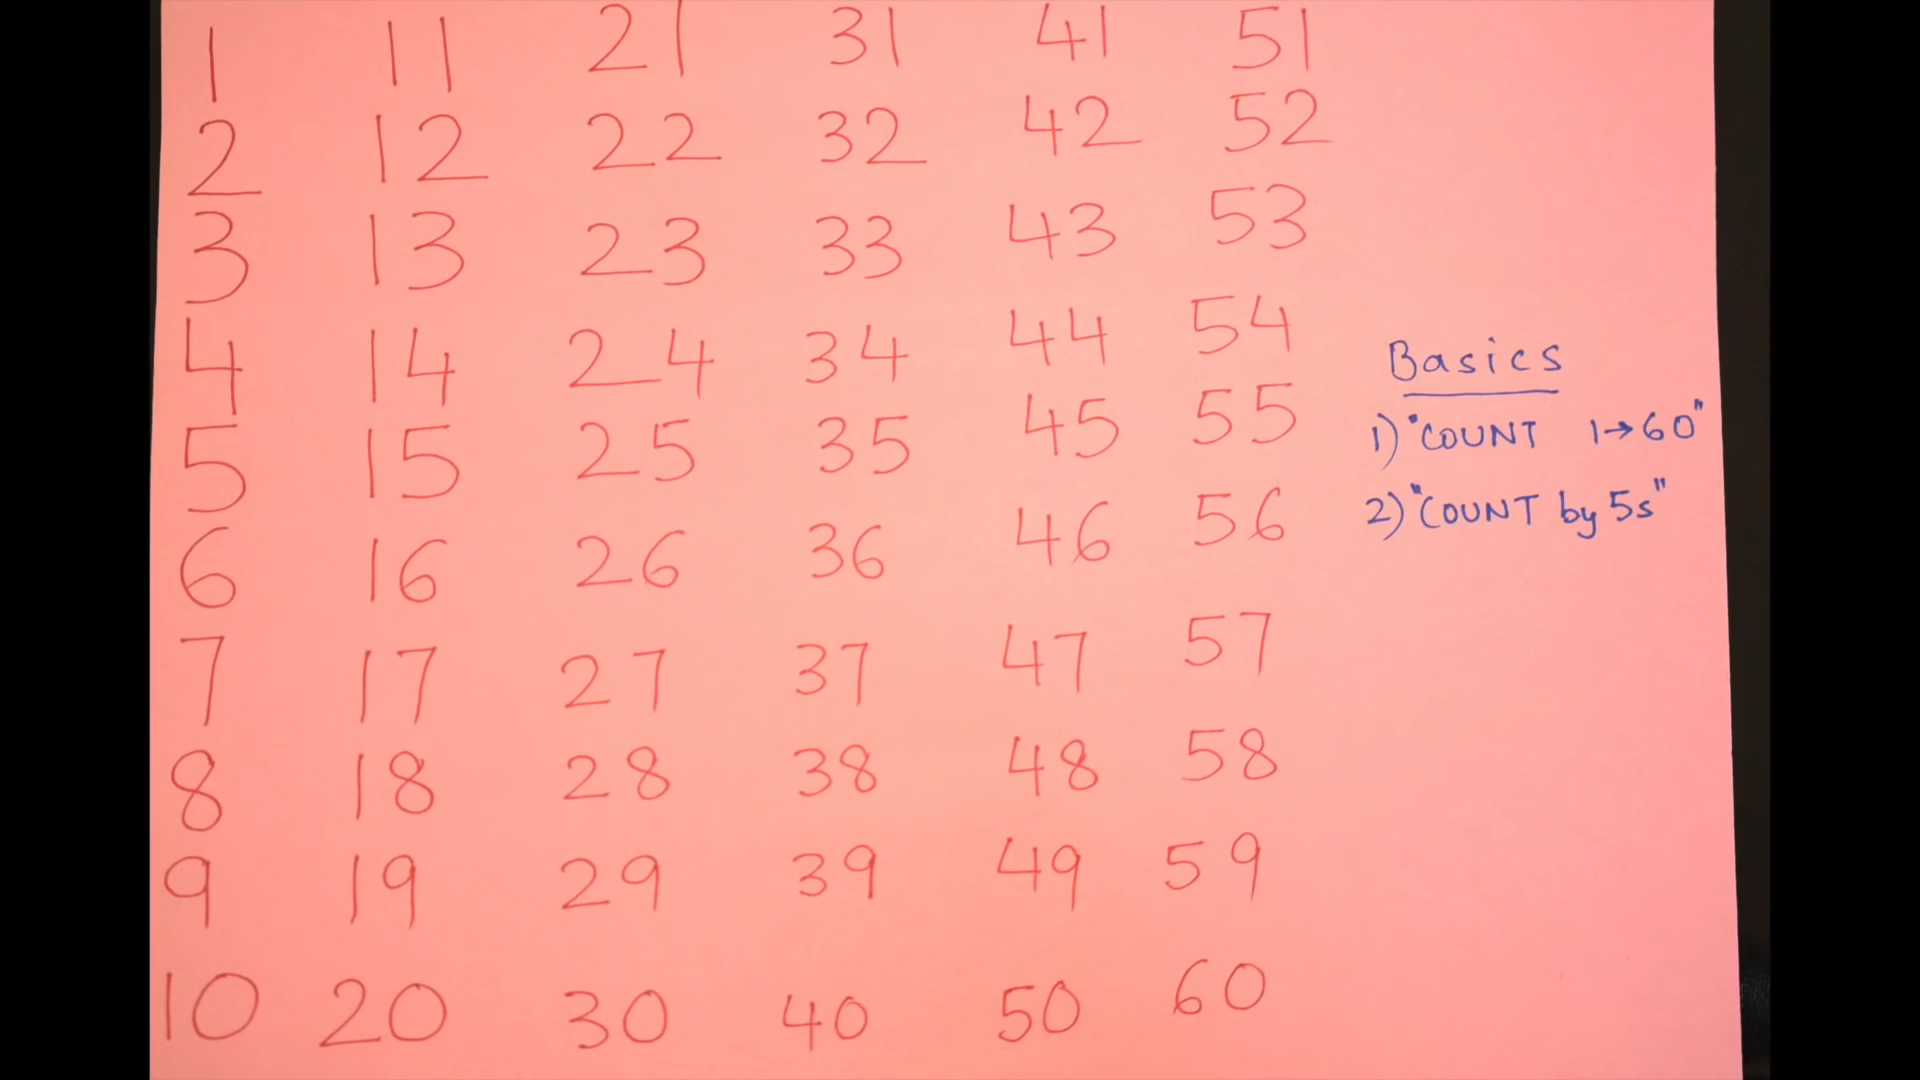 1 11 21 31 41 51
2 12 22 32 42 52
3 13 23 33 43 53
4 14 24 34 44 54
5 15 25 35 45 55
6 16 26 36 46 56
7 17 27 37 47 57
8 18 28 38 48 58
9 19 29 39 49 59
10 20 30 40 50 60
Basics
1) "COUNT 1→60"
2) "COUNT by 5s"